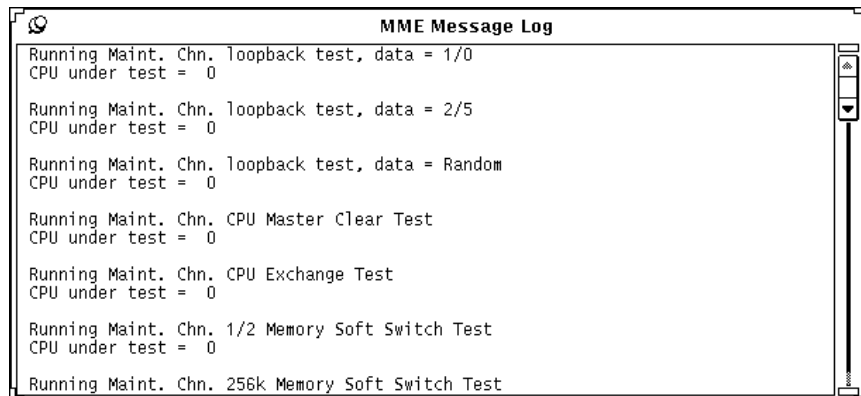 MME Message Log
Running Maint. Chn. loopback test, data = 1/0
CPU under test = 0
Running Maint. Chn. loopback test, data = 2/5
CPU under test = 0
Running Maint. Chn. loopback test, data = Random
CPU under test = 0
Running Maint. Chn. CPU Master Clear Test
CPU under test = 0
Running Maint. Chn. CPU Exchange Test
CPU under test = 0
Running Maint. Chn. 1/2 Memory Soft Switch Test
CPU under test = 0
Running Maint. Chn. 256k Memory Soft Switch Test